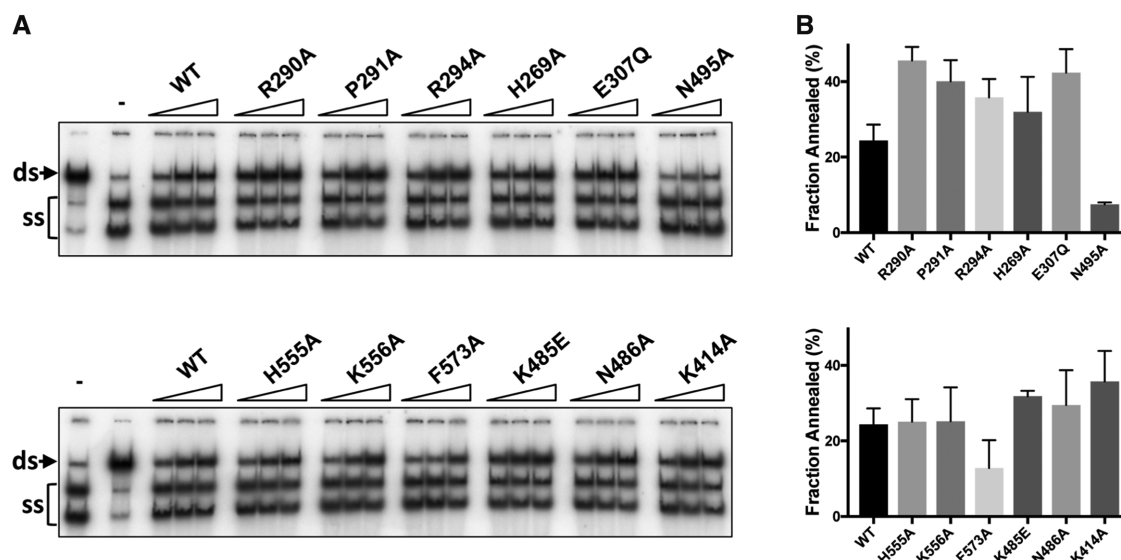 A
- WT R290A P291A R294A H269A E307Q N495A
ds
ss
- WT H555A K556A F573A K485E N486A K414A
ds
ss
B
Fraction Annealed (%)
40
20
0
WT R290A P291A R294A H269A E307Q N495A
Fraction Annealed (%)
40
20
0
WT H555A K556A F573A K485E N486A K414A